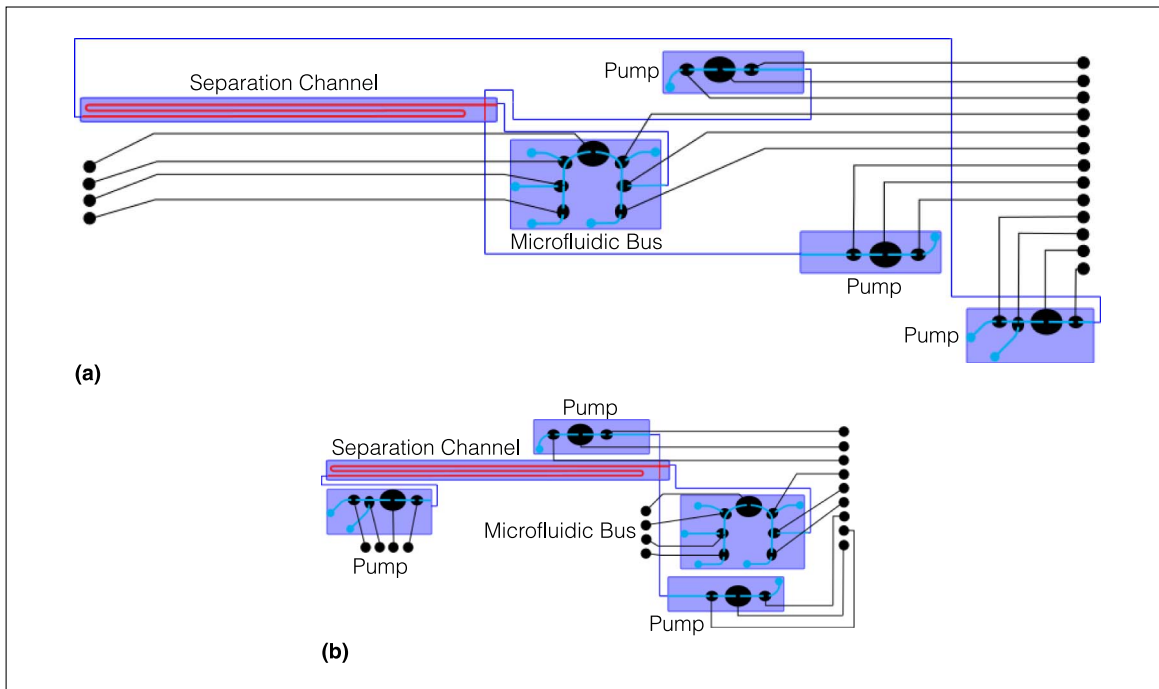 Pump
Separation Channel
Microfluidic Bus
Pump
Pump
(a)
Pump
Separation Channel
Microfluidic Bus
Pump
Pump
(b)